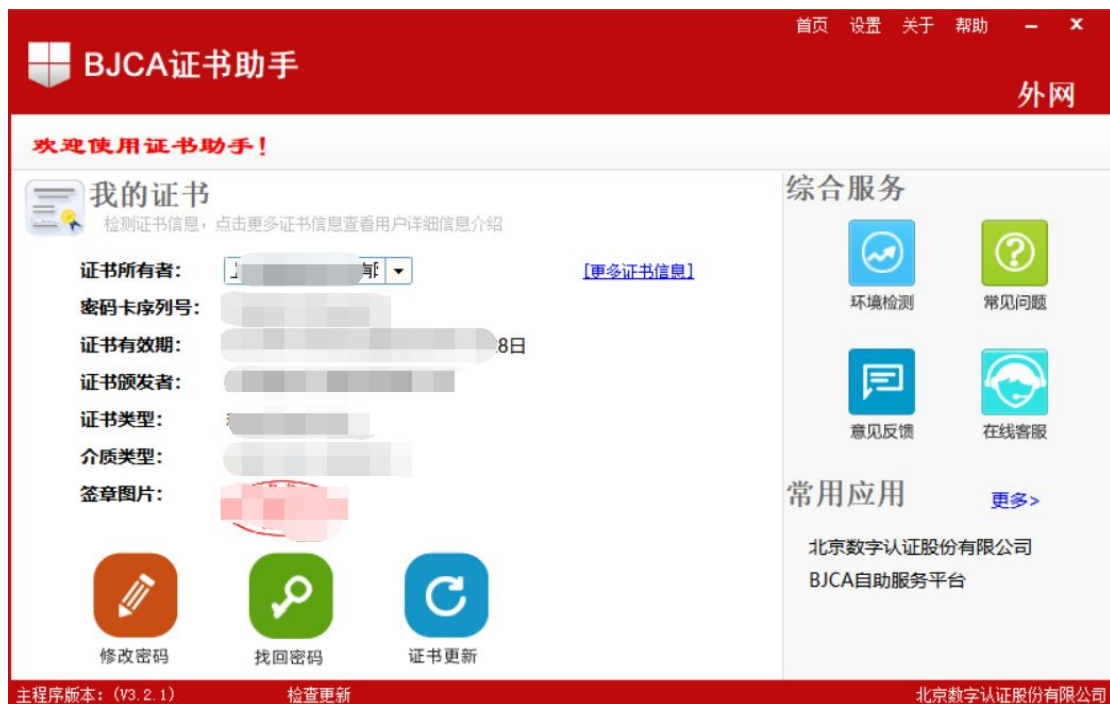 首页 设置 关于 帮助
BJCA证书助手
外网
欢迎使用证书助手!
我的证书
检测证书信息，点击更多证书信息查看用户详细信息介绍
证书所有者：
[更多证书信息]
密码卡序列号：
证书有效期： 8日
证书颁发者：
证书类型：
介质类型：
签章图片：
修改密码 找回密码 证书更新
综合服务
环境检测 常见问题
意见反馈 在线客服
常用应用 更多>
北京数字认证股份有限公司
BJCA自助服务平台
主程序版本：(V3.2.1) 检查更新 北京数字认证股份有限公司